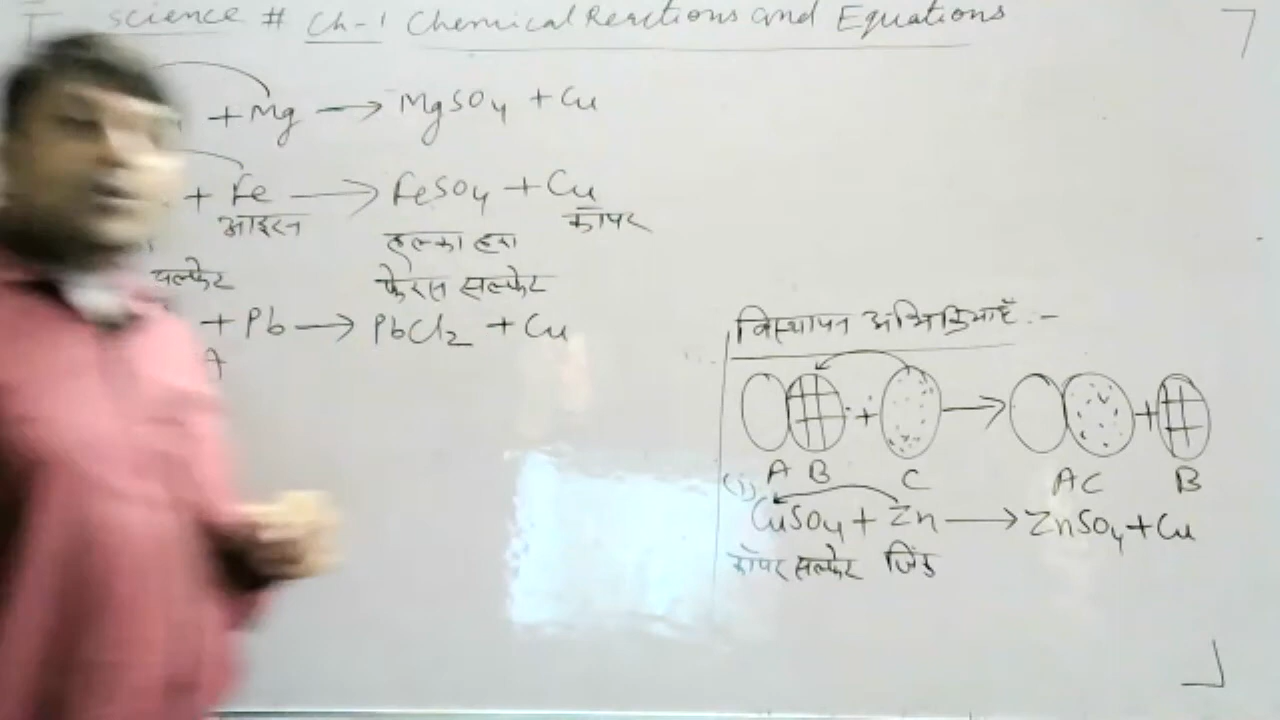 science # Ch-1 Chemical Reactions and Equations
+ Mg → MgSO4 + Cu
+ Fe → FeSO4 + Cu
आइरन कॉपर
हल्का हरा
सल्फेट फेरस सल्फेट
+ Pb → PbCl2 + Cu
विस्थापन अभिक्रियाएँ :-
+ → +
A B C AC B
(i) CuSO4 + Zn → ZnSO4 + Cu
कॉपर सल्फेट जिंक